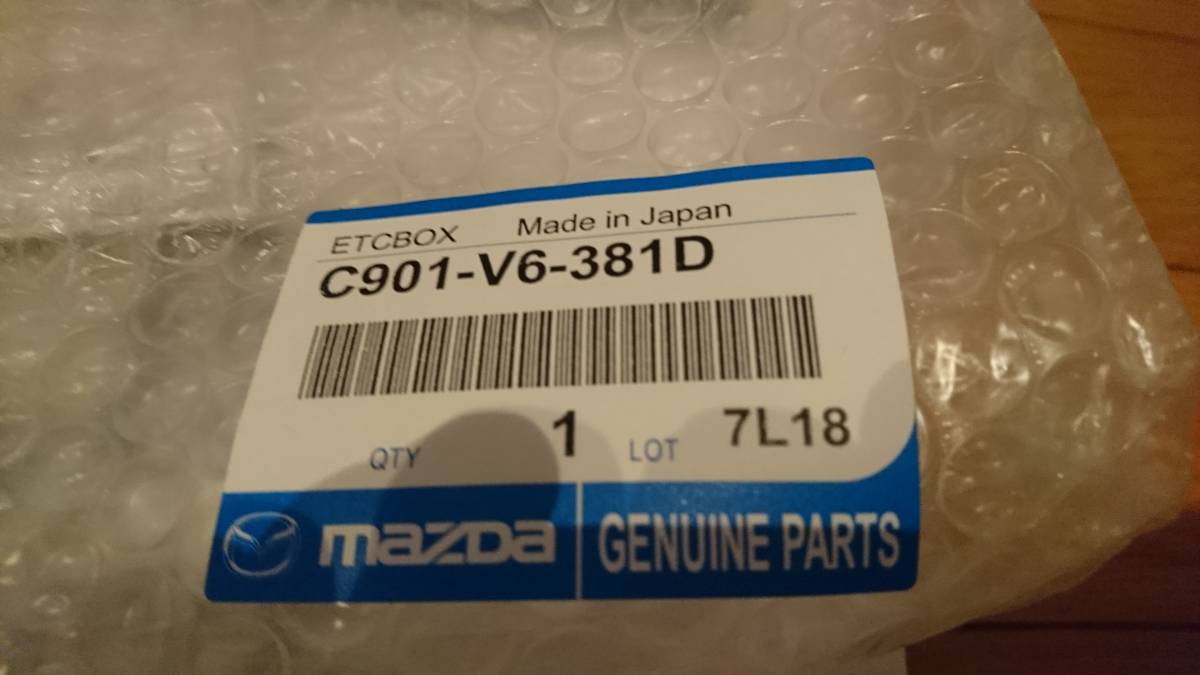 ETCBOX Made in Japan
C901-V6-381D
QTY 1 LOT 7L18
mazda GENUINE PARTS